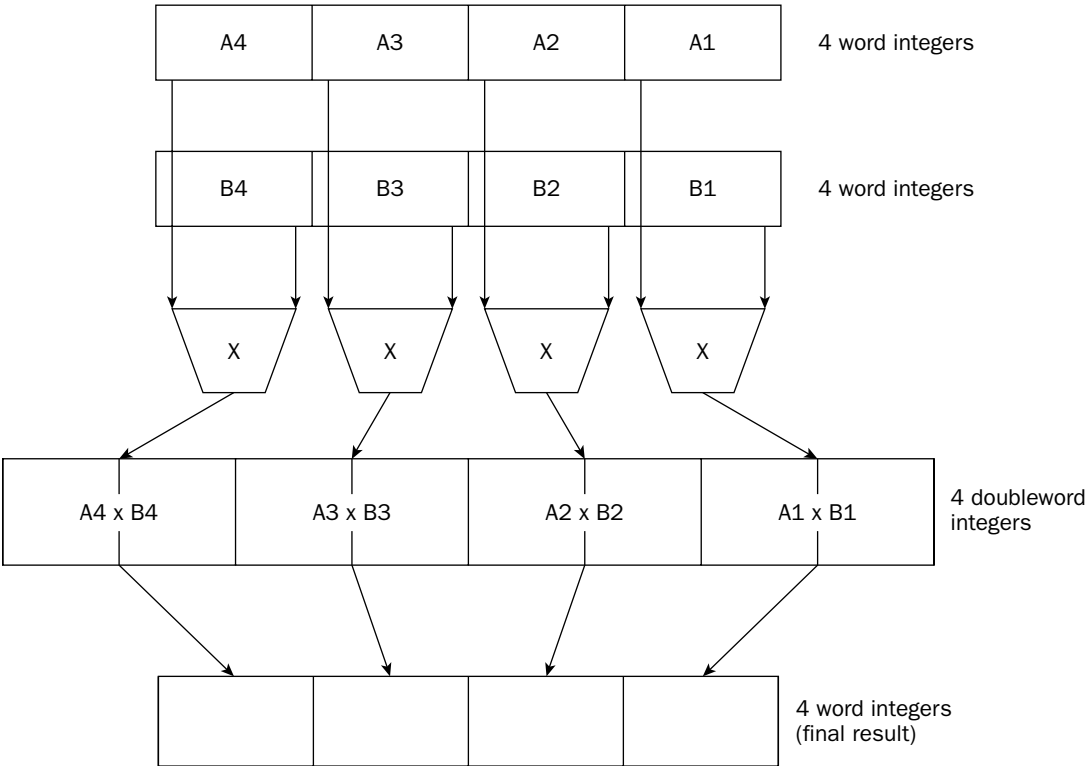 A4 A3 A2 A1 4 word integers
B4 B3 B2 B1 4 word integers
X X X X
A4 x B4 A3 x B3 A2 x B2 A1 x B1 4 doubleword
integers
4 word integers
(final result)